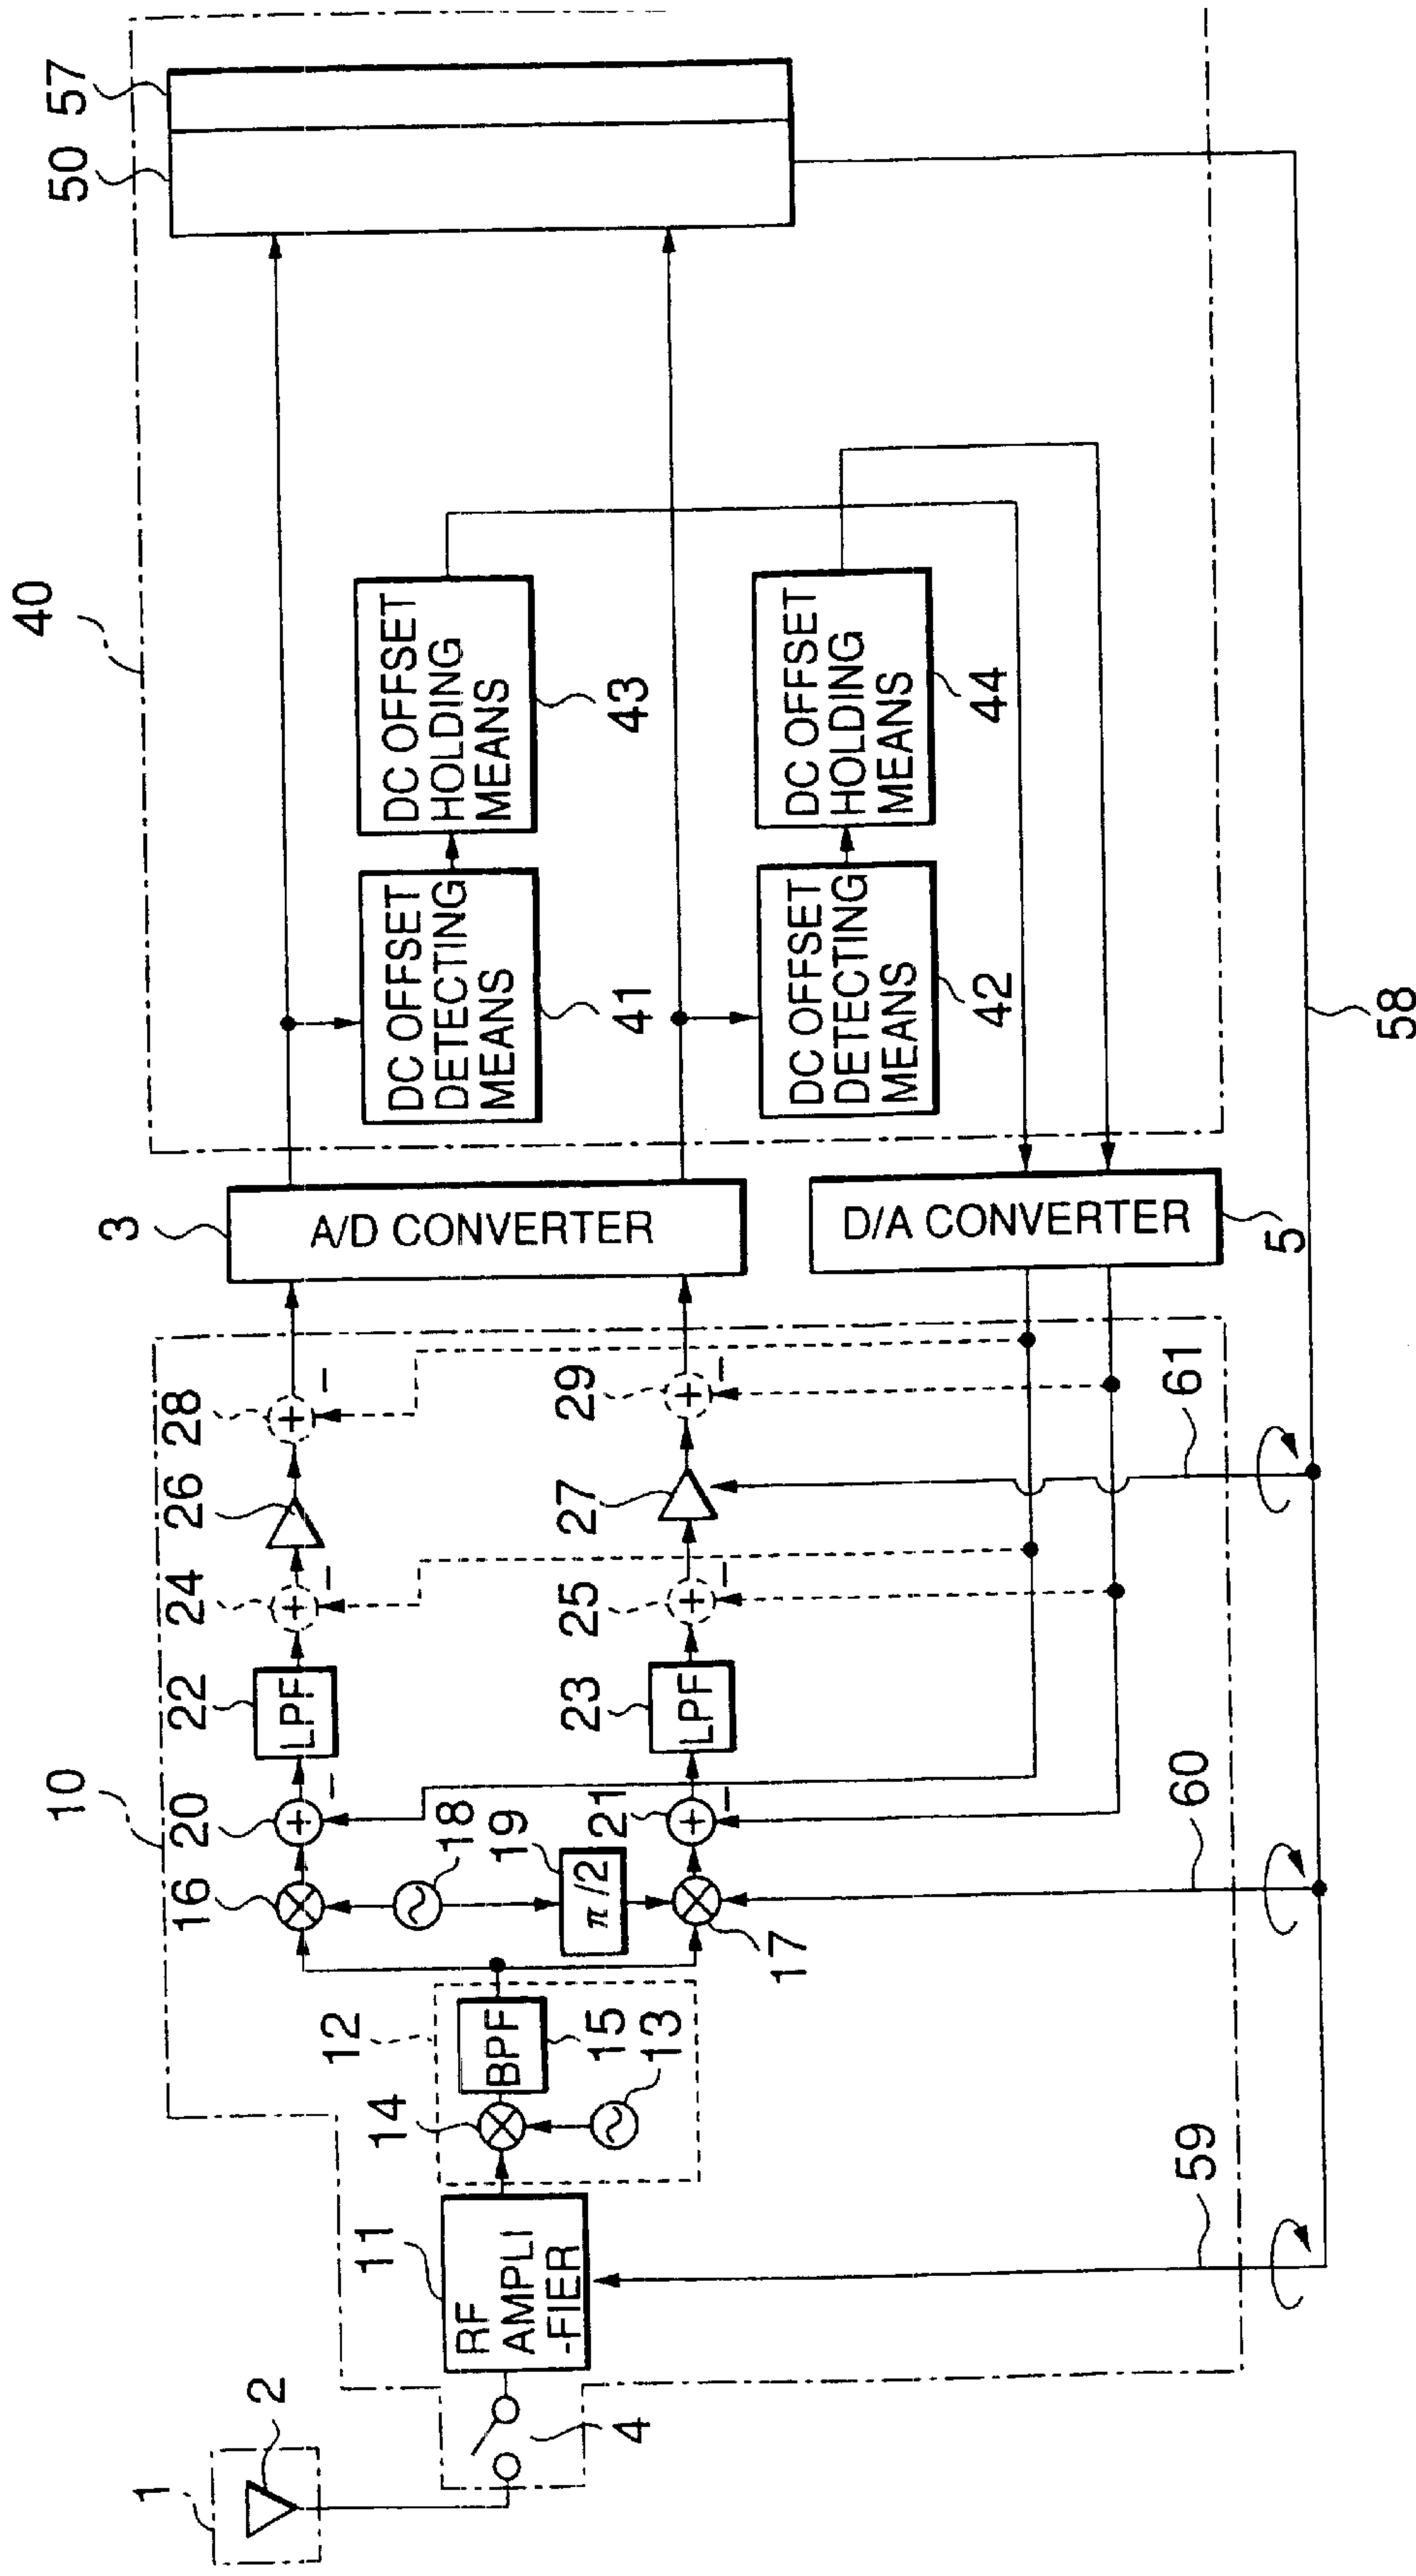 1
2
4
10
11
RF
AMPLI
-FIER
12
14
13
BPF
15
16
17
18
19
π/2
20
21
22
LPF
23
LPF
24
25
26
27
28
29
3
A/D CONVERTER
D/A CONVERTER
5
40
DC OFFSET
DETECTING
MEANS
41
DC OFFSET
HOLDING
MEANS
43
DC OFFSET
DETECTING
MEANS
42
DC OFFSET
HOLDING
MEANS
44
50
57
58
59
60
61